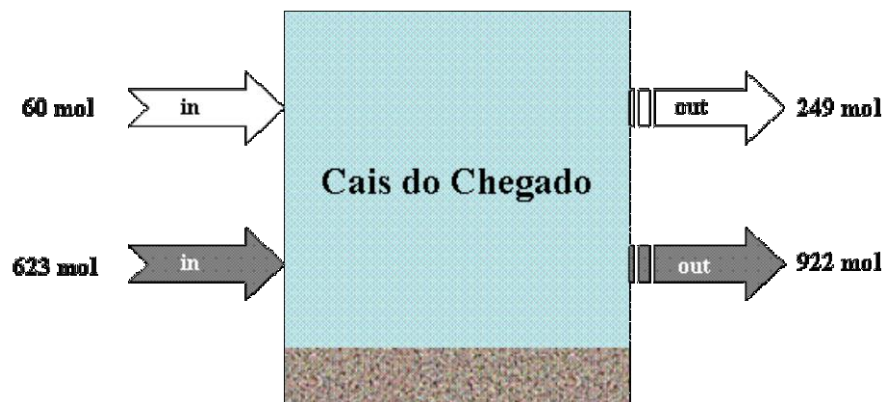 60 mol
in
out
249 mol
Cais do Chegado
623 mol
in
out
922 mol